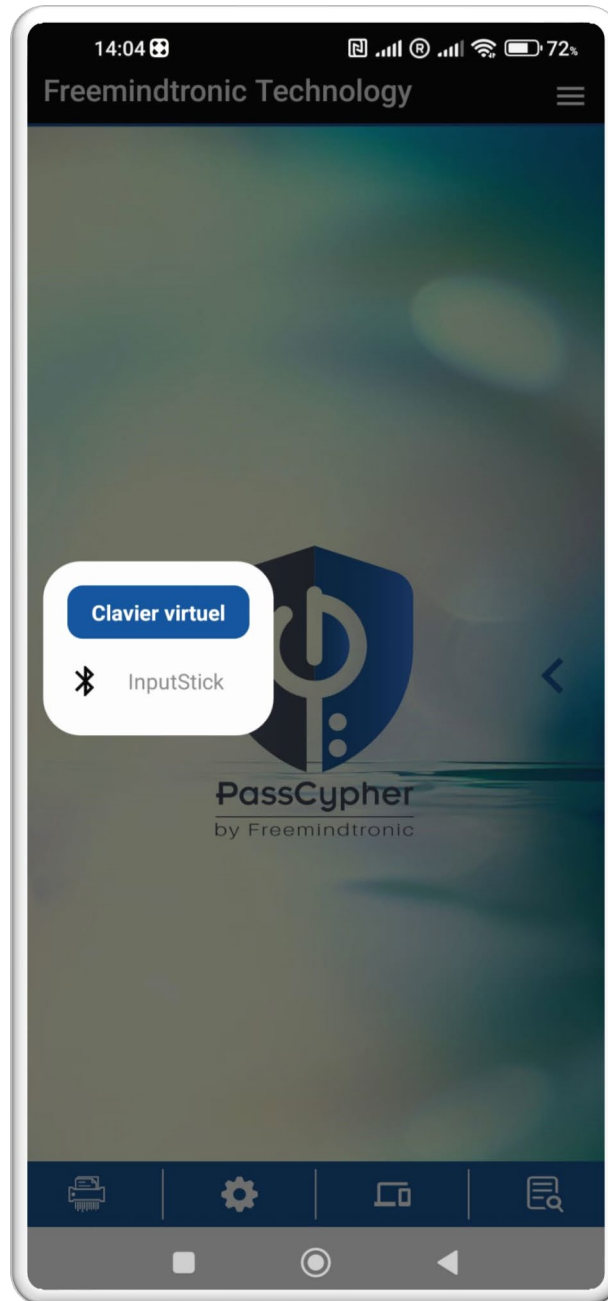 14:04 72%
Freemindtronic Technology
Clavier virtuel
InputStick
PassCypher
by Freemindtronic